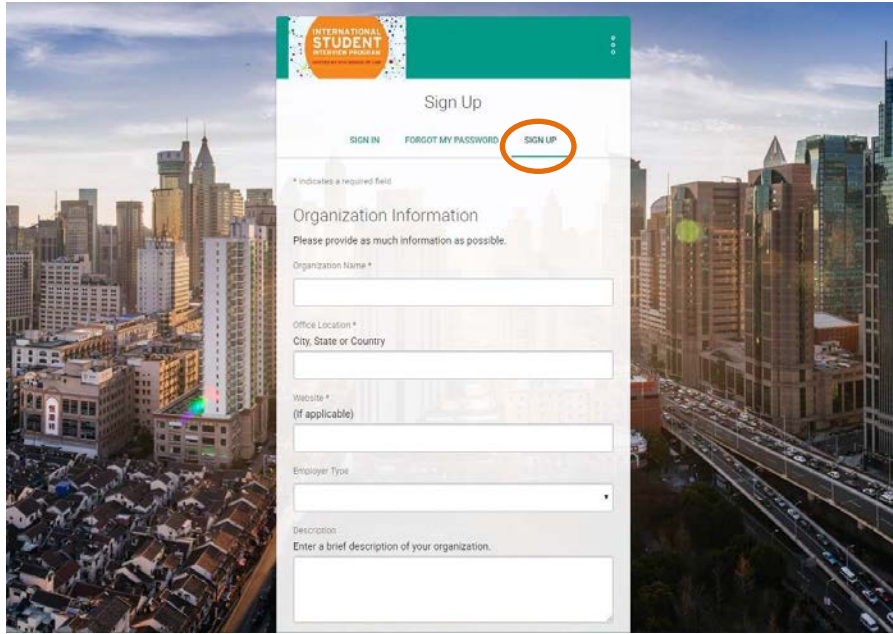 INTERNATIONAL
STUDENT
INTERVIEW PROGRAM
Sign Up
SIGN IN FORGOT MY PASSWORD SIGN UP
* indicates a required field
Organization Information
Please provide as much information as possible.
Organization Name *
Office Location *
City, State or Country
Website *
(If applicable)
Employer Type
Description
Enter a brief description of your organization.